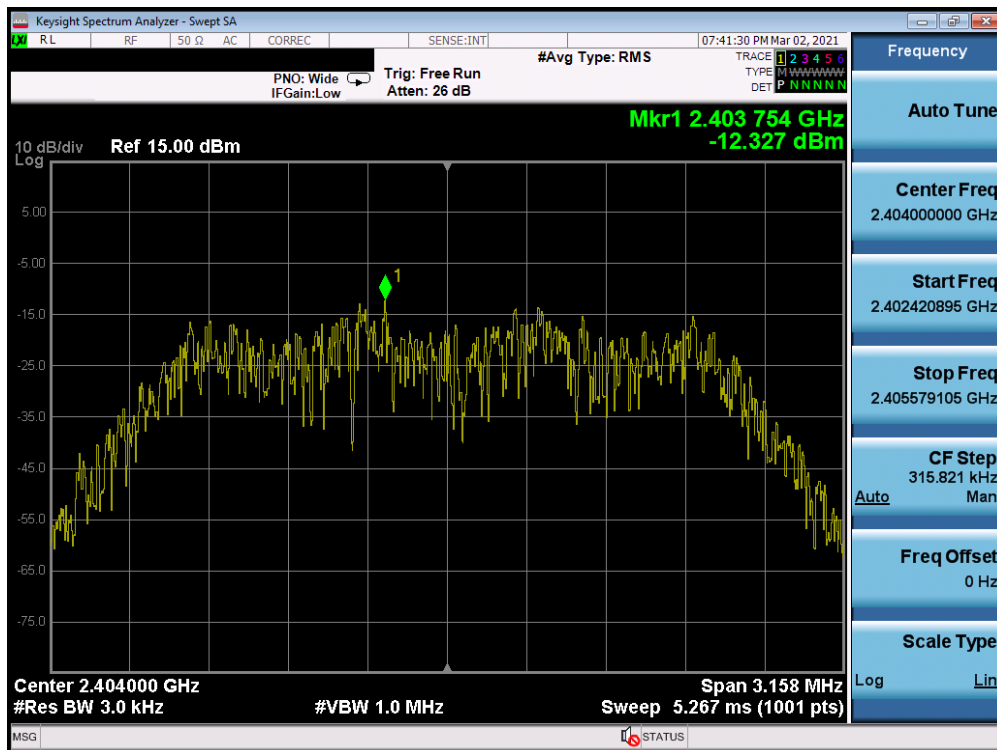 Keysight Spectrum Analyzer - Swept SA
LXI RL RF 50 Ω AC CORREC SENSE:INT 07:41:30 PM Mar 02, 2021
PNO: Wide
IFGain:Low
Trig: Free Run
Atten: 26 dB
#Avg Type: RMS
TRACE 1 2 3 4 5 6
TYPE M W W W W W
DET P N N N N N
Mkr1 2.403 754 GHz
-12.327 dBm
10 dB/div
Log
Ref 15.00 dBm
5.00
-5.00
-15.0
-25.0
-35.0
-45.0
-55.0
-65.0
-75.0
1
Center 2.404000 GHz
Span 3.158 MHz
#Res BW 3.0 kHz
#VBW 1.0 MHz
Sweep 5.267 ms (1001 pts)
MSG
STATUS
Frequency
Auto Tune
Center Freq
2.404000000 GHz
Start Freq
2.402420895 GHz
Stop Freq
2.405579105 GHz
CF Step
315.821 kHz
Auto Man
Freq Offset
0 Hz
Scale Type
Log Lin